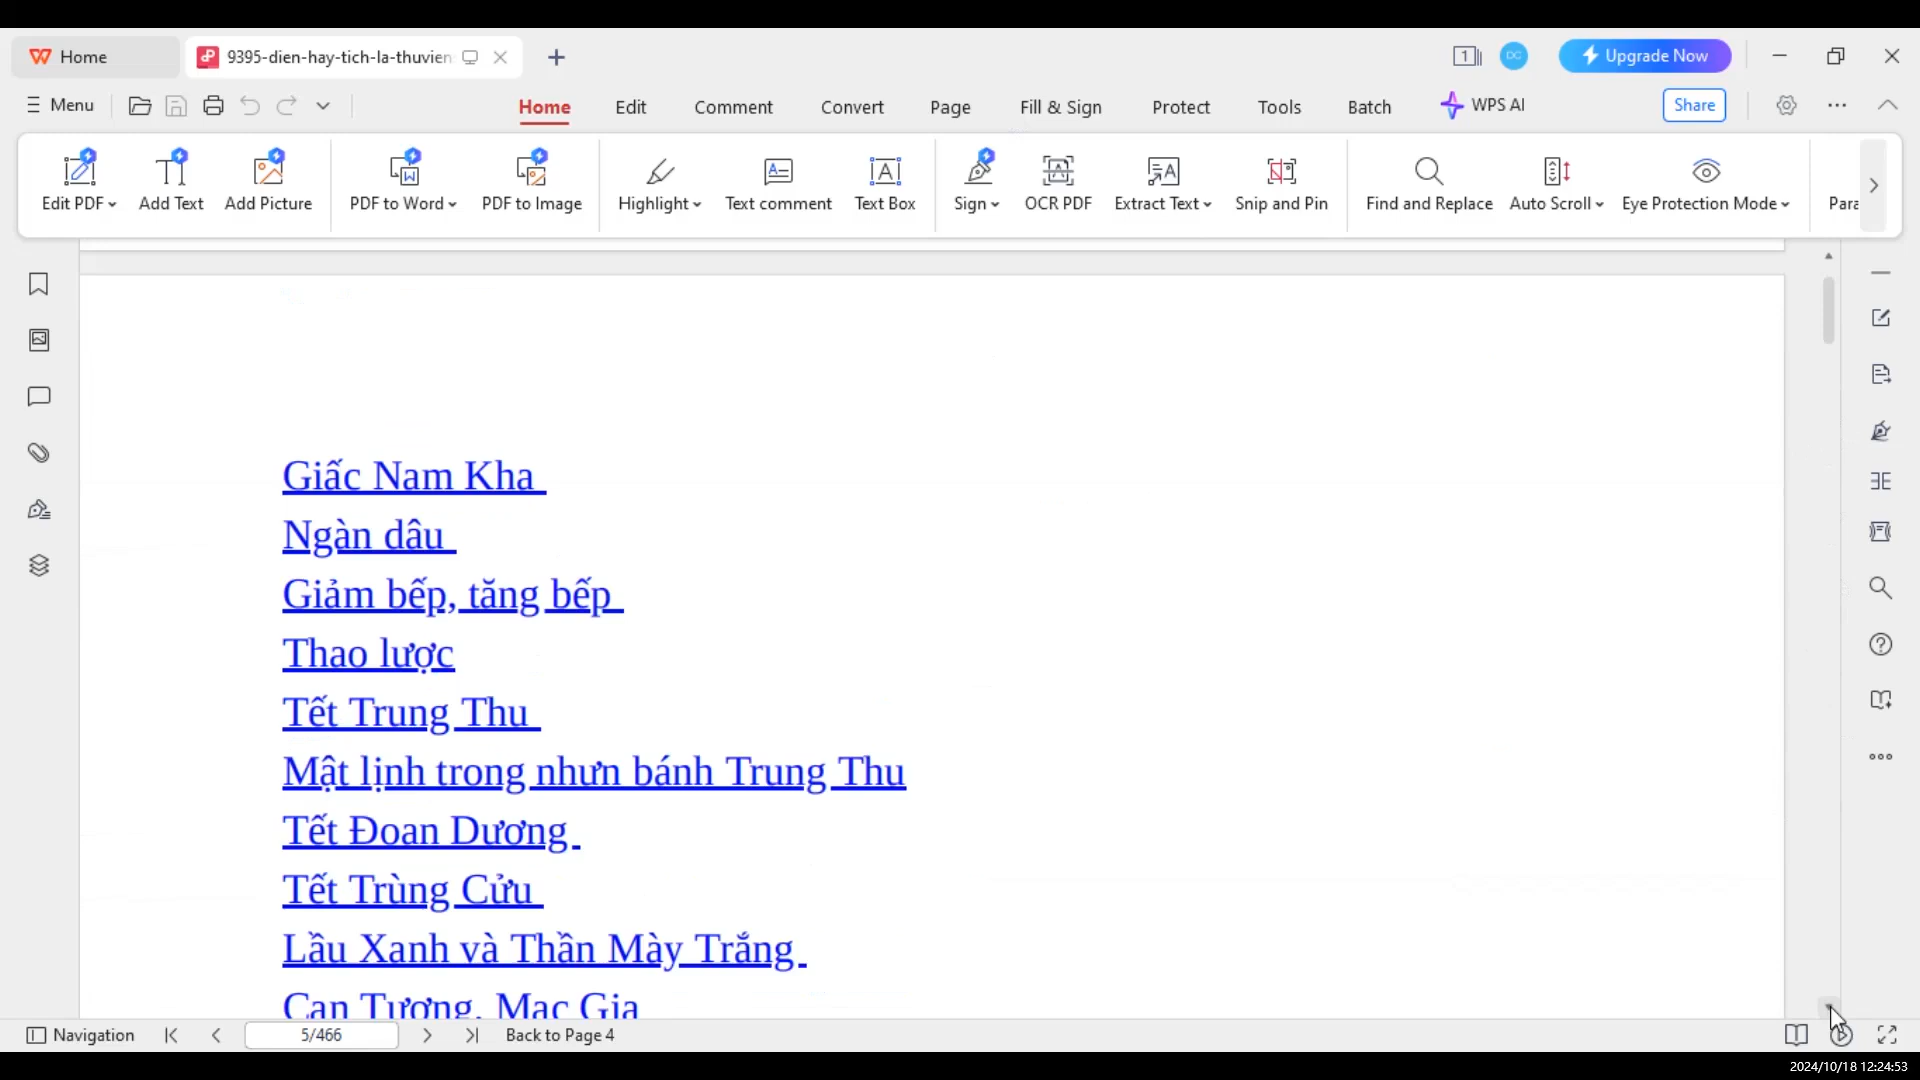 Home
9395-dien-hay-tich-la-thuvien
DC
Upgrade Now
Menu
Home
Edit
Comment
Convert
Page
Fill & Sign
Protect
Tools
Batch
WPS AI
Share
Edit PDF
Add Text
Add Picture
PDF to Word
PDF to Image
Highlight
Text comment
Text Box
Sign
OCR PDF
Extract Text
Snip and Pin
Find and Replace
Auto Scroll
Eye Protection Mode
Para
Giấc Nam Kha
Ngàn dâu
Giảm bếp, tăng bếp
Thao lược
Tết Trung Thu
Mật lịnh trong nhưn bánh Trung Thu
Tết Đoan Dương
Tết Trùng Cửu
Lầu Xanh và Thần Mày Trắng
Can Tương, Mạc Gia
Navigation
5/466
Back to Page 4
2024/10/18 12:24:53